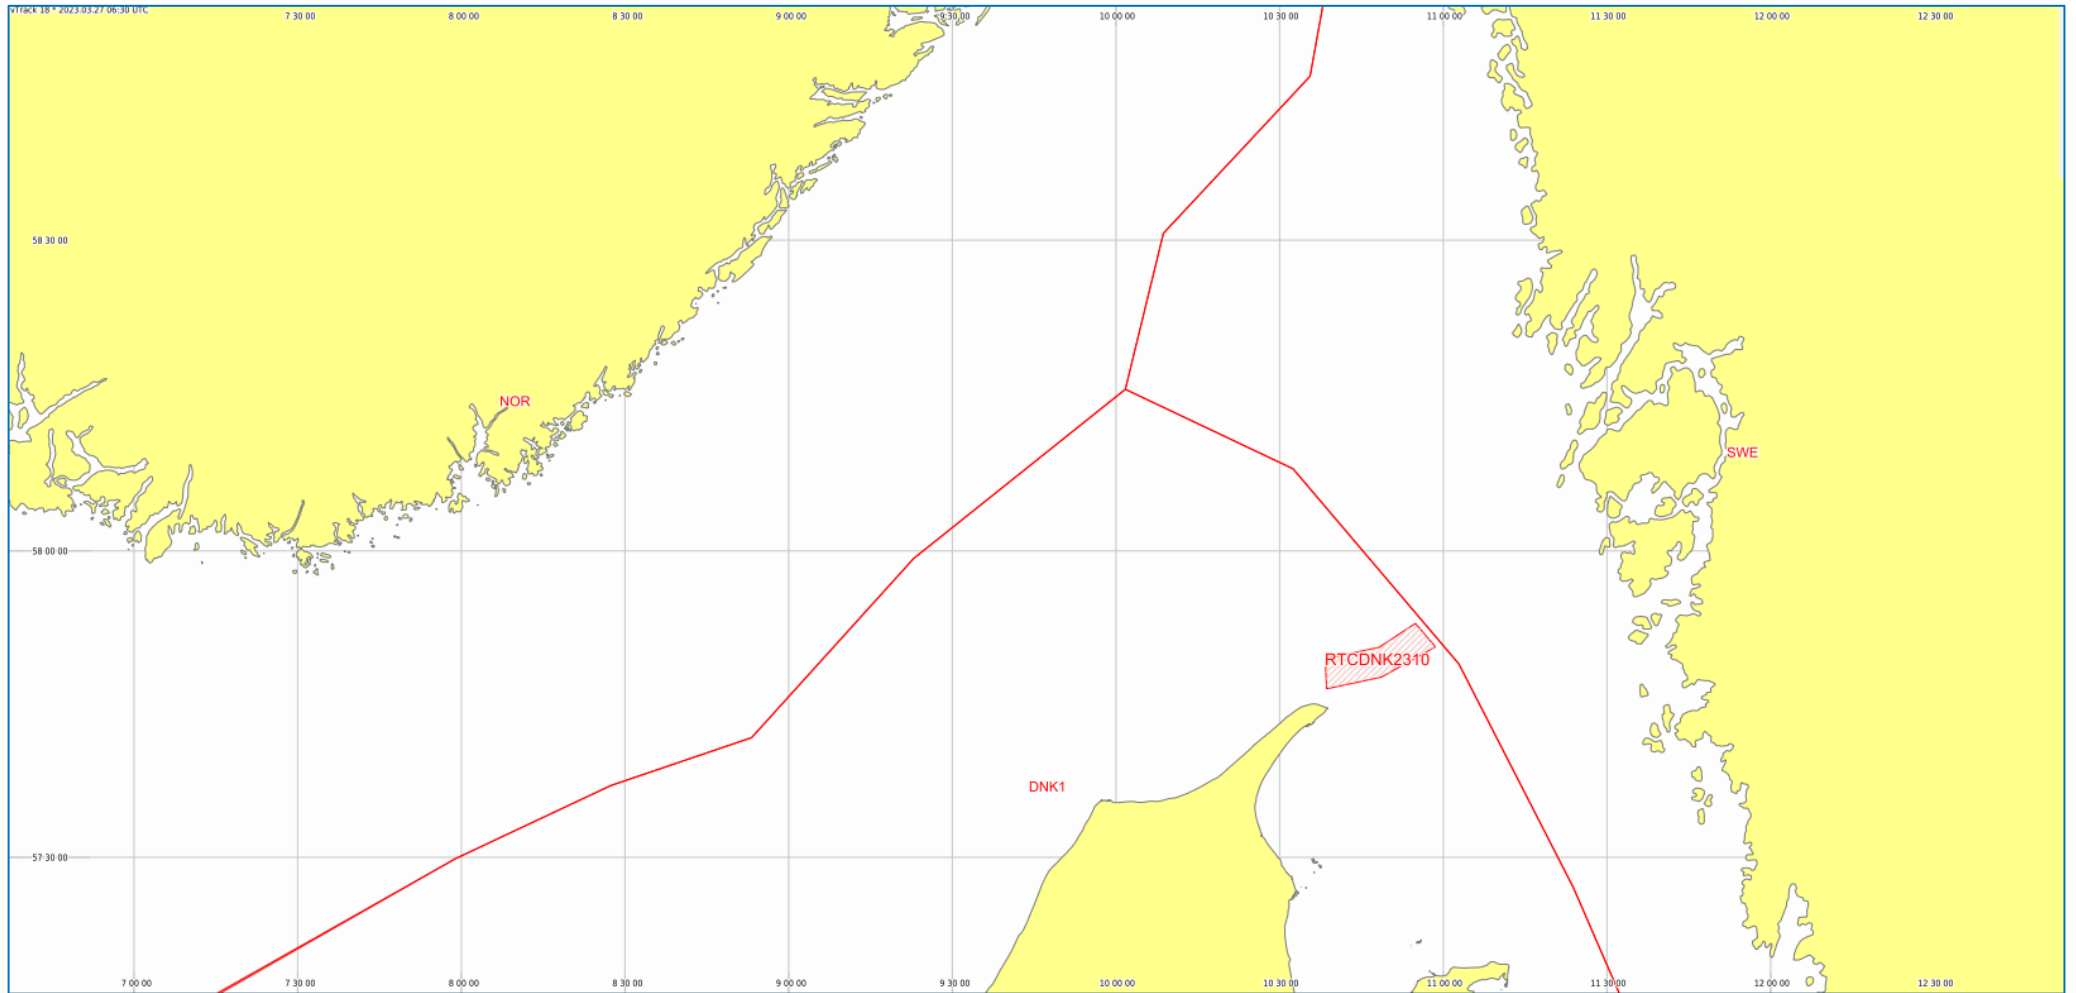 vTrack 18 * 2023.03.27 06:30 UTC
7 30 00 8 00 00 8 30 00 9 00 00 9 30 00 10 00 00 10 30 00 11 00 00 11 30 00 12 00 00 12 30 00
58 30 00
NOR
SWE
58 00 00
RTCDNK2310
DNK1
57 30 00
7 00 00 7 30 00 8 00 00 8 30 00 9 00 00 9 30 00 10 00 00 10 30 00 11 00 00 11 30 00 12 00 00 12 30 00